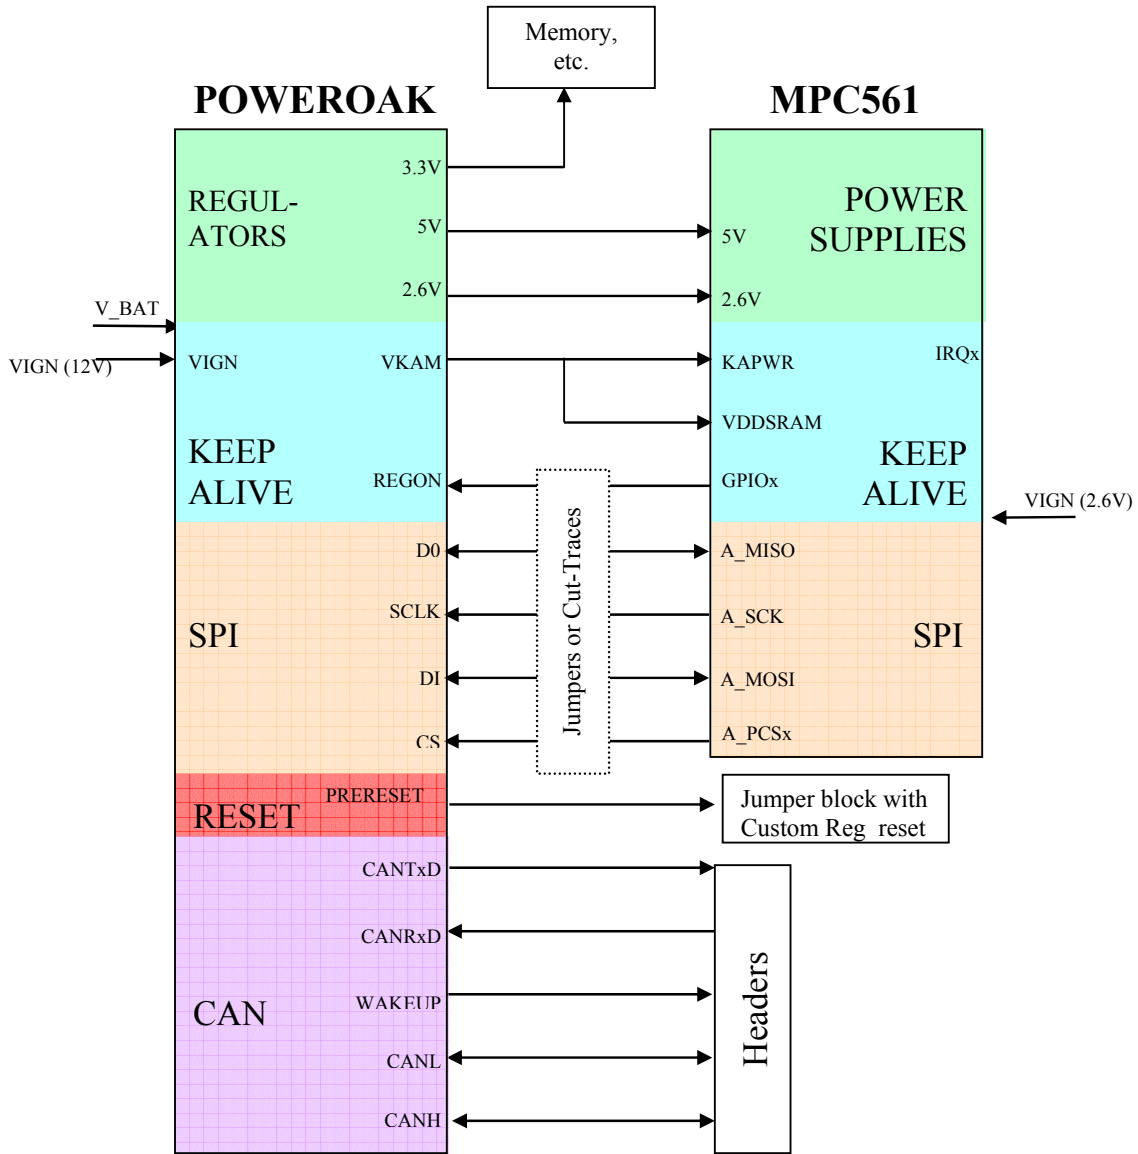 Memory,
etc.
POWEROAK
MPC561
REGUL-
ATORS
3.3V
5V
2.6V
POWER
SUPPLIES
5V
2.6V
V_BAT
VIGN (12V)
VIGN
VKAM
KEEP
ALIVE
REGON
KAPWR
IRQx
VDDSRAM
GPIOx
KEEP
ALIVE
VIGN (2.6V)
SPI
D0
SCLK
DI
CS
Jumpers or Cut-Traces
A_MISO
A_SCK
A_MOSI
A_PCSx
SPI
RESET
PRERESET
Jumper block with
Custom Reg reset
CAN
CANTxD
CANRxD
WAKEUP
CANL
CANH
Headers